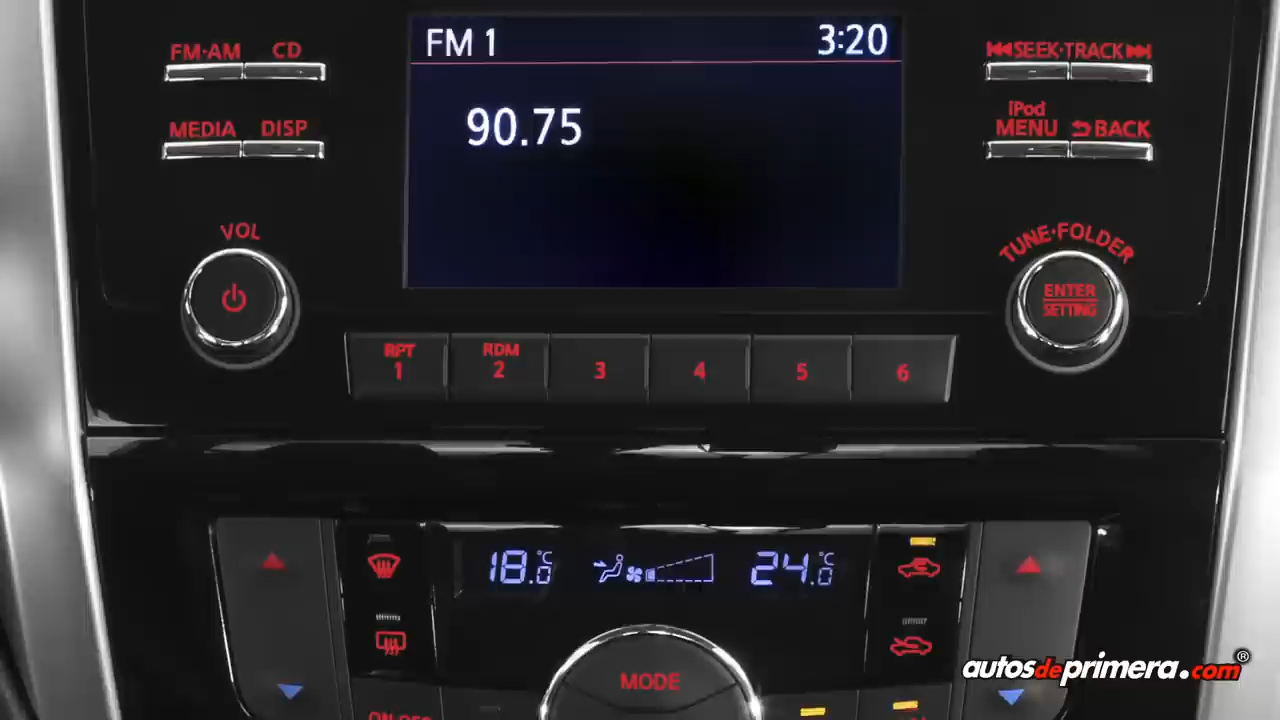 FM 1 3:20
FM·AM CD
SEEK·TRACK
90.75
MEDIA DISP
iPod
MENU BACK
VOL
TUNE·FOLDER
ENTER
SETTING
RPT RDM
1 2 3 4 5 6
18.0°C 24.0°C
MODE
autosdeprimera.com®